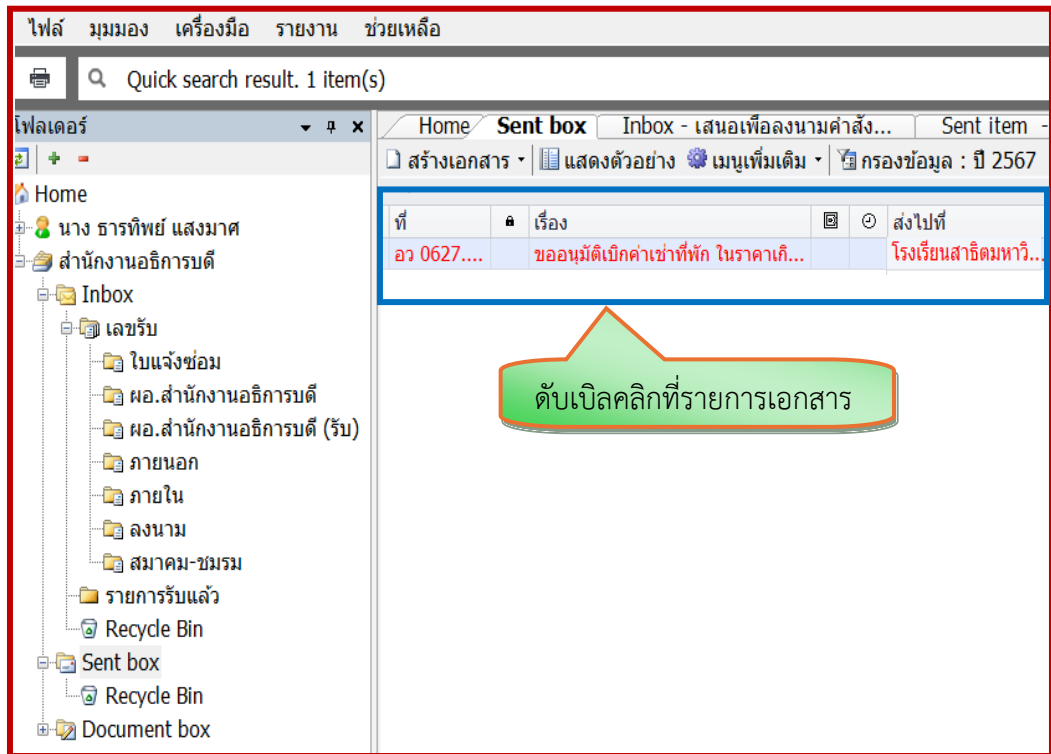 ไฟล์ มุมมอง เครื่องมือ รายงาน ช่วยเหลือ
Quick search result. 1 item(s)
โฟลเดอร์
Home Sent box Inbox - เสนอเพื่อลงนามคำสั่ง... Sent item -
สร้างเอกสาร แสดงตัวอย่าง เมนูเพิ่มเติม กรองข้อมูล : ปี 2567
Home
นาง ธารทิพย์ แสงมาศ
สำนักงานอธิการบดี
Inbox
เลขรับ
ใบแจ้งซ่อม
ผอ.สำนักงานอธิการบดี
ผอ.สำนักงานอธิการบดี (รับ)
ภายนอก
ภายใน
ลงนาม
สมาคม-ชมรม
รายการรับแล้ว
Recycle Bin
Sent box
Recycle Bin
Document box
ที่ เรื่อง ส่งไปที่
อว 0627.... ขออนุมัติเบิกค่าเช่าที่พัก ในราคาเกิ... โรงเรียนสาธิตมหาวิ...
ดับเบิลคลิกที่รายการเอกสาร